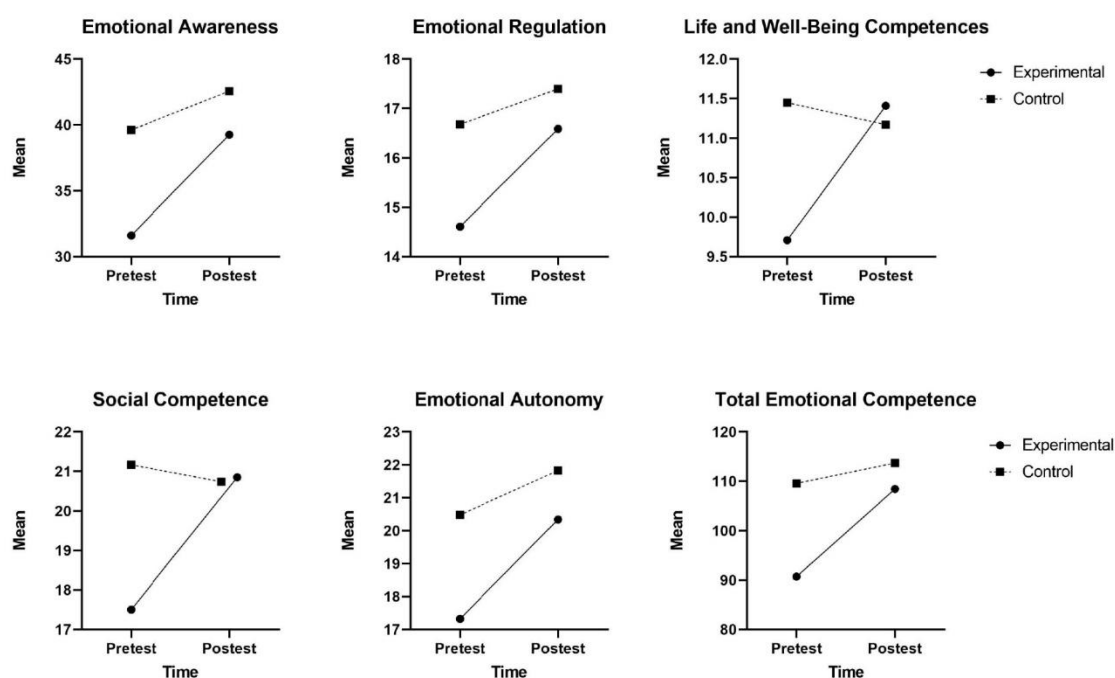 Emotional Awareness
45
40
35
30
Mean
Pretest
Postest
Time
Emotional Regulation
18
17
16
15
14
Mean
Pretest
Postest
Time
Life and Well-Being Competences
12.0
11.5
11.0
10.5
10.0
9.5
Mean
Pretest
Postest
Time
Experimental
Control
Social Competence
22
21
20
19
18
17
Mean
Pretest
Postest
Time
Emotional Autonomy
23
22
21
20
19
18
17
Mean
Pretest
Postest
Time
Total Emotional Competence
120
110
100
90
80
Mean
Pretest
Postest
Time
Experimental
Control